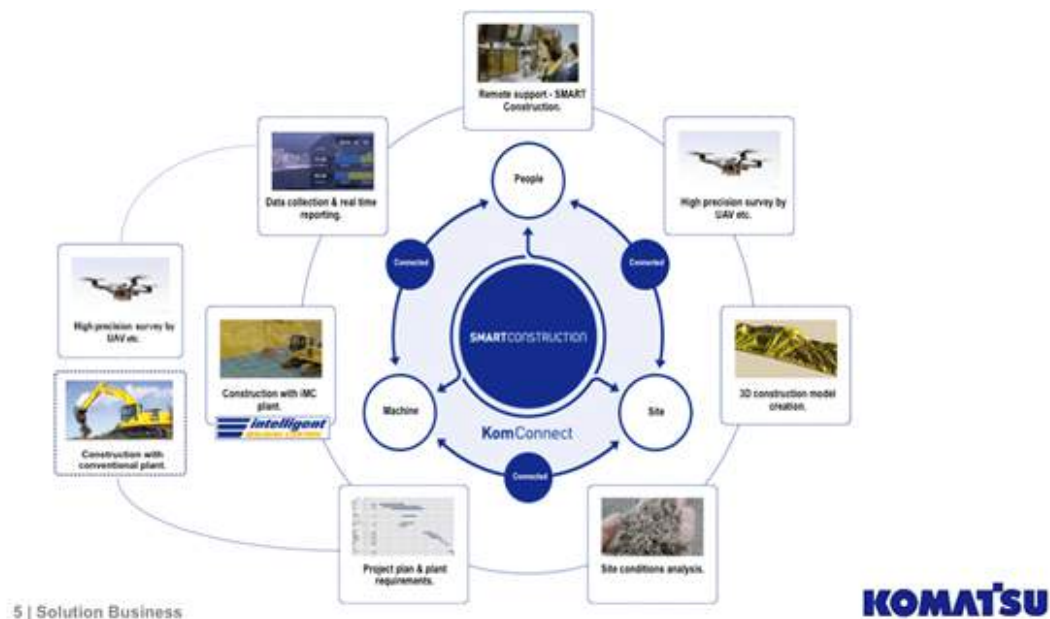 Remote support - SMART
Construction.
Data collection & real time
reporting.
People
High precision survey by
UAV etc.
Connected
Connected
High precision survey by
UAV etc.
SMARTCONSTRUCTION
Construction with iMC
plant.
intelligent
Machine
Site
3D construction model
creation.
KomConnect
Construction with
conventional plant.
Connected
Project plan & plant
requirements.
Site conditions analysis.
5 | Solution Business
KOMATSU